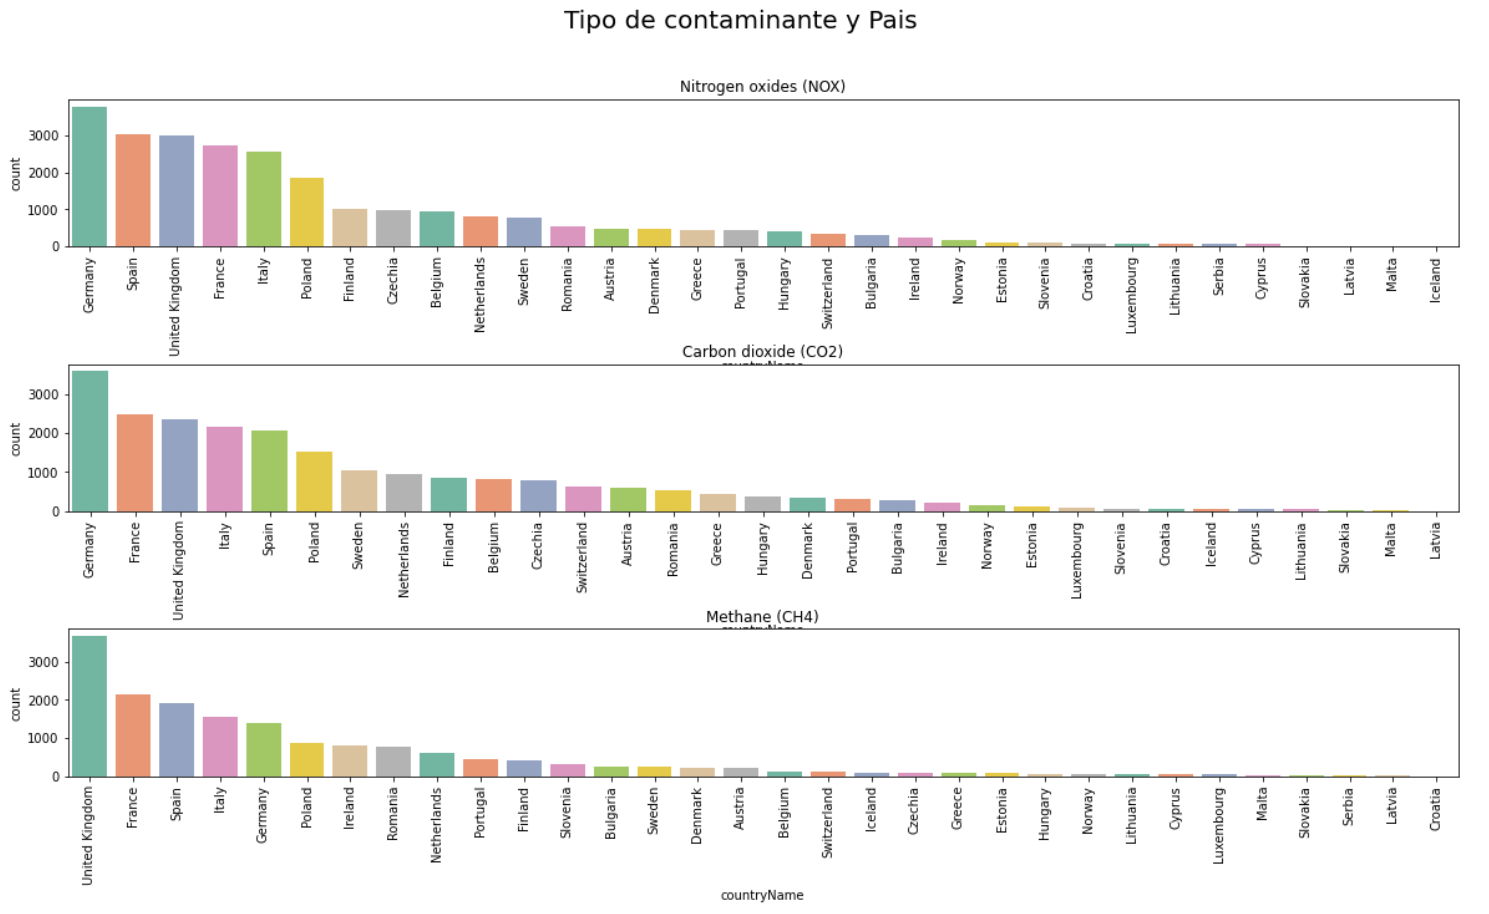 Tipo de contaminante y Pais
Nitrogen oxides (NOX)
3000
2000
1000
0
count
Germany
Spain
United Kingdom
France
Italy
Poland
Finland
Czechia
Belgium
Netherlands
Sweden
Romania
Austria
Denmark
Greece
Portugal
Hungary
Switzerland
Bulgaria
Ireland
Norway
Estonia
Slovenia
Croatia
Luxembourg
Lithuania
Serbia
Cyprus
Slovakia
Latvia
Malta
Iceland
countryName
Carbon dioxide (CO2)
3000
2000
1000
0
count
Germany
France
United Kingdom
Italy
Spain
Poland
Sweden
Netherlands
Finland
Belgium
Czechia
Switzerland
Austria
Romania
Greece
Hungary
Denmark
Portugal
Bulgaria
Ireland
Norway
Estonia
Luxembourg
Slovenia
Croatia
Iceland
Cyprus
Lithuania
Slovakia
Malta
Latvia
countryName
Methane (CH4)
3000
2000
1000
0
count
United Kingdom
France
Spain
Italy
Germany
Poland
Ireland
Romania
Netherlands
Portugal
Finland
Slovenia
Bulgaria
Sweden
Denmark
Austria
Belgium
Switzerland
Iceland
Czechia
Greece
Estonia
Hungary
Norway
Lithuania
Cyprus
Luxembourg
Malta
Slovakia
Serbia
Latvia
Croatia
countryName